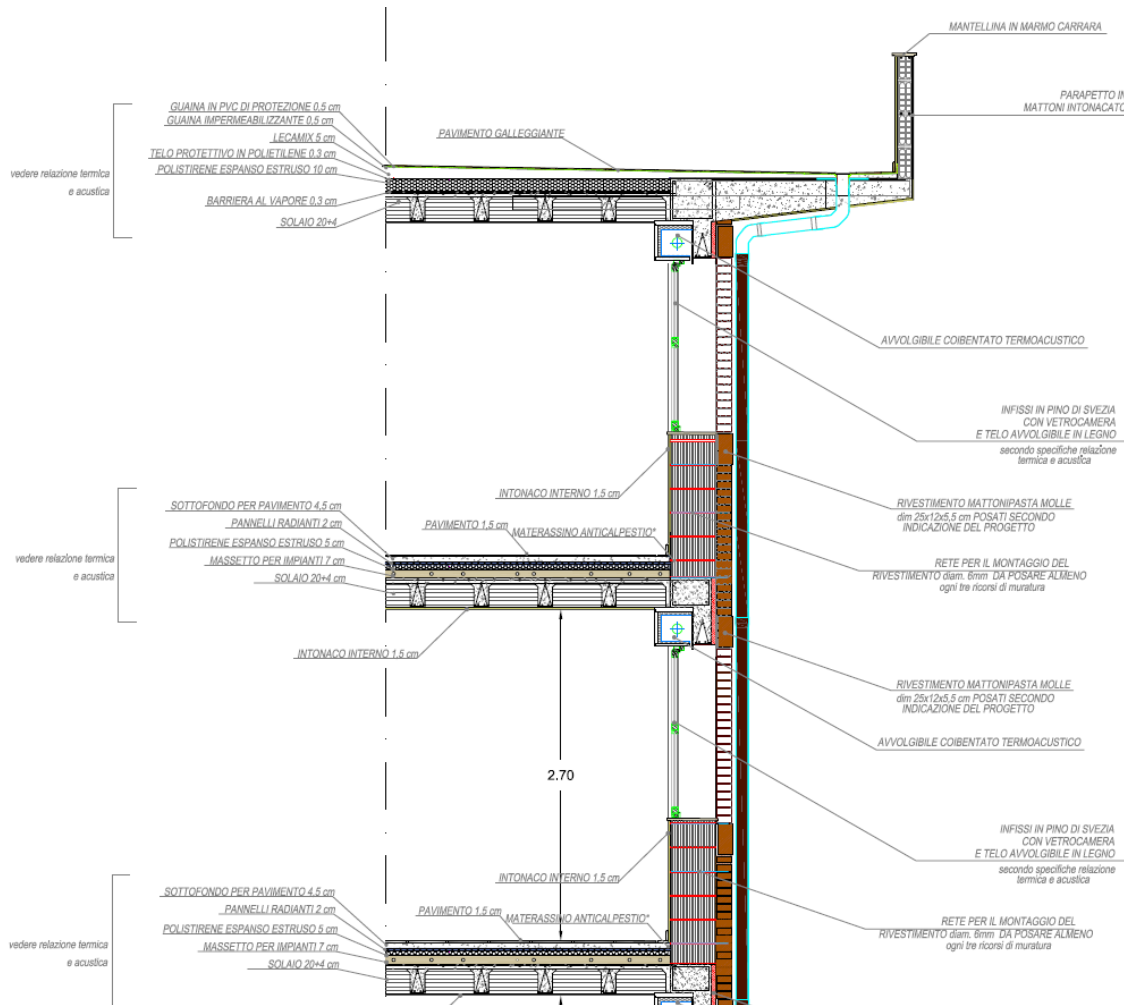 MANTELLINA IN MARMO CARRARA
PARAPETTO IN
MATTONI INTONACATO
GUAINA IN PVC DI PROTEZIONE 0.5 cm
GUAINA IMPERMEABILIZZANTE 0,5 cm
LECAMIX 5 cm
TELO PROTETTIVO IN POLIETILENE 0.3 cm
POLISTIRENE ESPANSO ESTRUSO 10 cm
BARRIERA AL VAPORE 0,3 cm
SOLAIO 20+4
vedere relazione termica
e acustica
PAVIMENTO GALLEGGIANTE
AVVOLGIBILE COIBENTATO TERMOACUSTICO
INFISSI IN PINO DI SVEZIA
CON VETROCAMERA
E TELO AVVOLGIBILE IN LEGNO
secondo specifiche relazione
termica e acustica
INTONACO INTERNO 1.5 cm
RIVESTIMENTO MATTONIPASTA MOLLE
dim 25x12x5,5 cm POSATI SECONDO
INDICAZIONE DEL PROGETTO
SOTTOFONDO PER PAVIMENTO 4,5 cm
PANNELLI RADIANTI 2 cm
POLISTIRENE ESPANSO ESTRUSO 5 cm
MASSETTO PER IMPIANTI 7 cm
SOLAIO 20+4 cm
vedere relazione termica
e acustica
PAVIMENTO 1,5 cm
MATERASSINO ANTICALPESTIO*
RETE PER IL MONTAGGIO DEL
RIVESTIMENTO diam. 6mm DA POSARE ALMENO
ogni tre ricorsi di muratura
INTONACO INTERNO 1,5 cm
RIVESTIMENTO MATTONIPASTA MOLLE
dim 25x12x5,5 cm POSATI SECONDO
INDICAZIONE DEL PROGETTO
AVVOLGIBILE COIBENTATO TERMOACUSTICO
2.70
INFISSI IN PINO DI SVEZIA
CON VETROCAMERA
E TELO AVVOLGIBILE IN LEGNO
secondo specifiche relazione
termica e acustica
INTONACO INTERNO 1.5 cm
SOTTOFONDO PER PAVIMENTO 4.5 cm
PANNELLI RADIANTI 2 cm
POLISTIRENE ESPANSO ESTRUSO 5 cm
MASSETTO PER IMPIANTI 7 cm
SOLAIO 20+4 cm
vedere relazione termica
e acustica
PAVIMENTO 1.5 cm
MATERASSINO ANTICALPESTIO*
RETE PER IL MONTAGGIO DEL
RIVESTIMENTO diam. 6mm DA POSARE ALMENO
ogni tre ricorsi di muratura